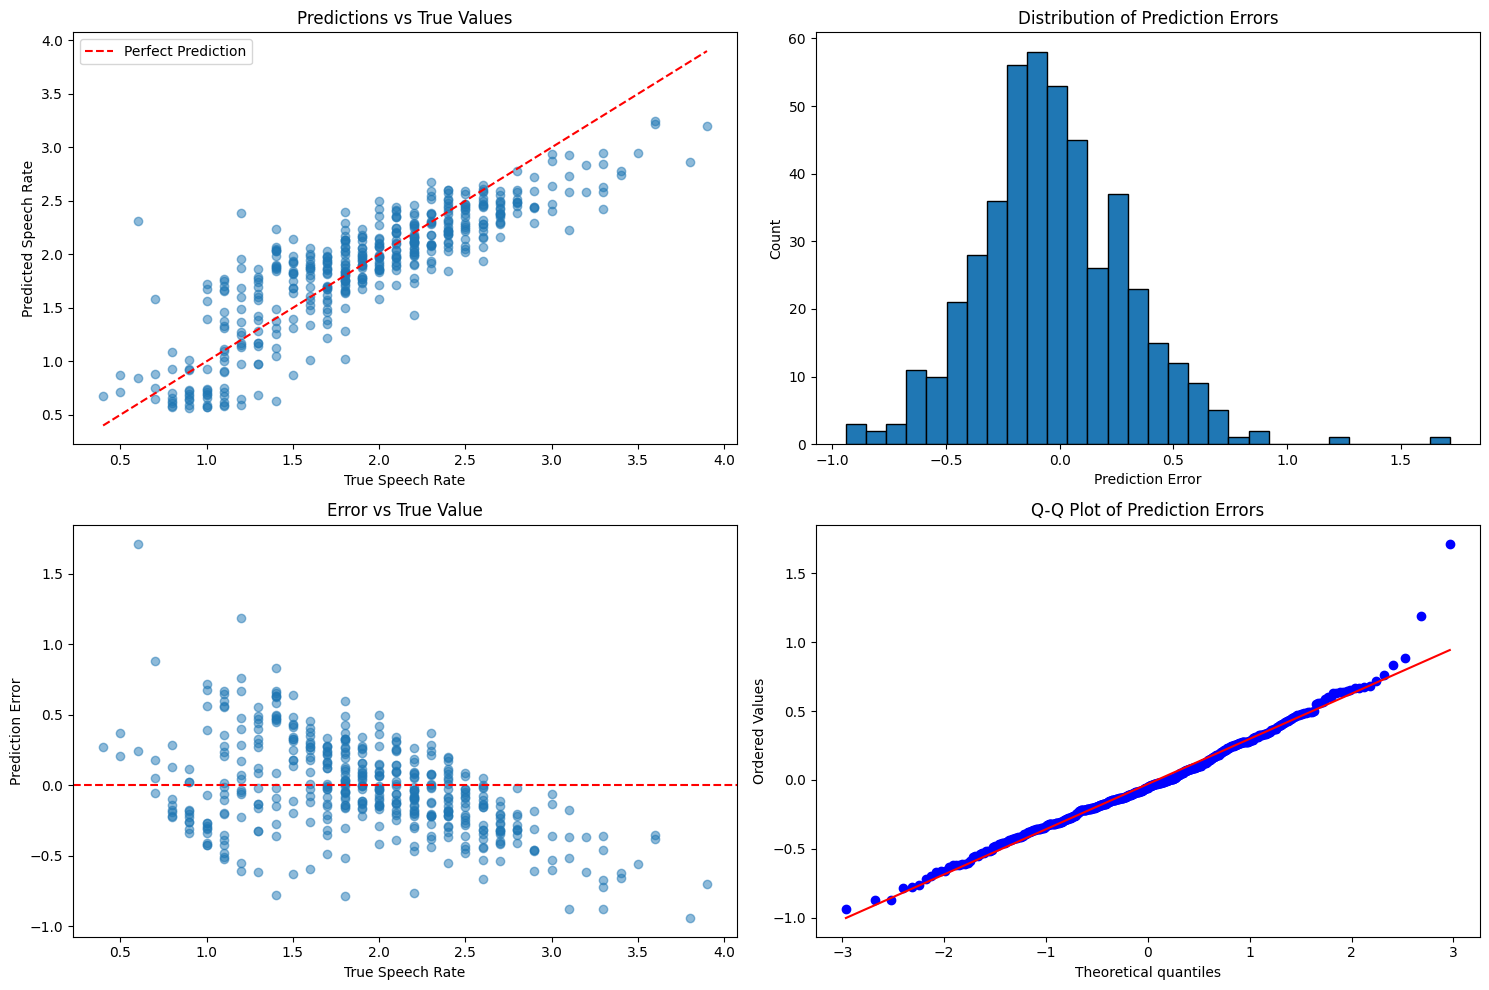 Predictions vs True Values
Perfect Prediction
Predicted Speech Rate
4.0
3.5
3.0
2.5
2.0
1.5
1.0
0.5
0.5 1.0 1.5 2.0 2.5 3.0 3.5 4.0
True Speech Rate
Distribution of Prediction Errors
Count
60
50
40
30
20
10
0
−1.0 −0.5 0.0 0.5 1.0 1.5
Prediction Error
Error vs True Value
Prediction Error
1.5
1.0
0.5
0.0
−0.5
−1.0
0.5 1.0 1.5 2.0 2.5 3.0 3.5 4.0
True Speech Rate
Q-Q Plot of Prediction Errors
Ordered Values
1.5
1.0
0.5
0.0
−0.5
−1.0
−3 −2 −1 0 1 2 3
Theoretical quantiles